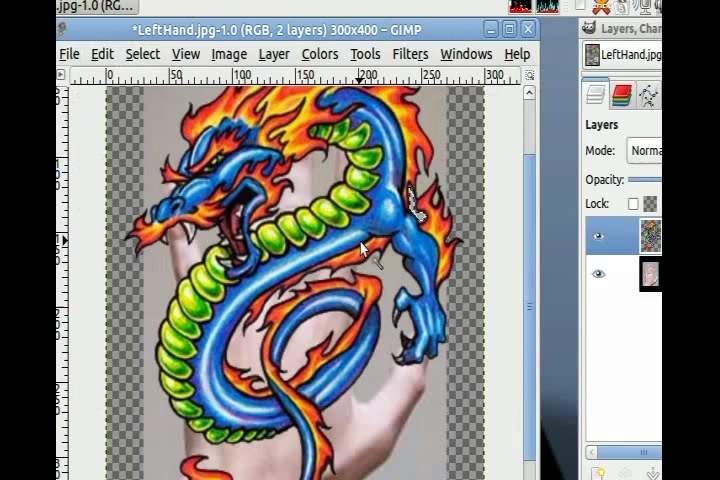 .jpg-1.0 (RG...
*LeftHand.jpg-1.0 (RGB, 2 layers) 300x400 – GIMP
File Edit Select View Image Layer Colors Tools Filters Windows Help
0 50 100 150 200 250 300
Layers, Chan
LeftHand.jpg
Layers
Mode: Norma
Opacity:
Lock: